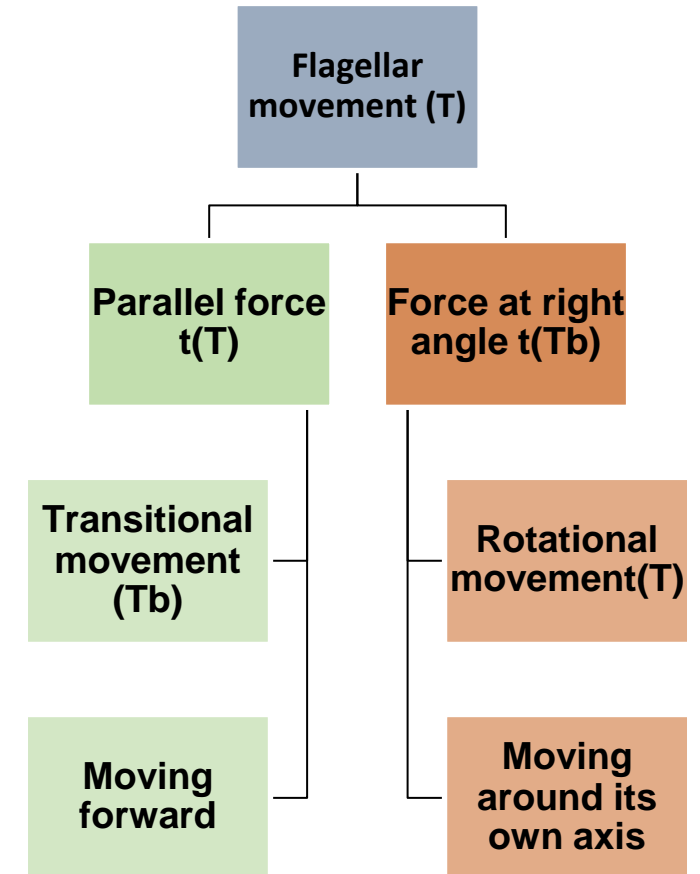 Flagellar
movement (T)
Parallel force
t(T)
Force at right
angle t(Tb)
Transitional
movement
(Tb)
Rotational
movement(T)
Moving
forward
Moving
around its
own axis